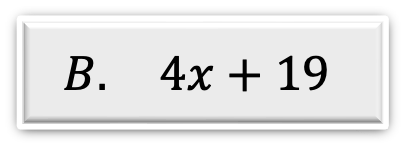 B. 4x + 19